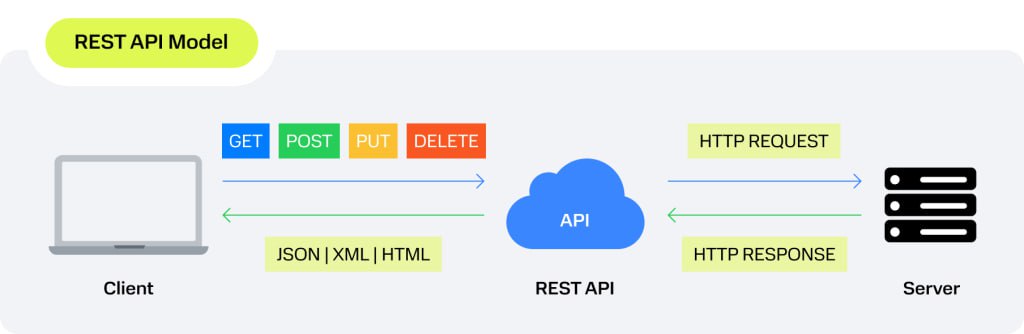 REST API Model
GET POST PUT DELETE
HTTP REQUEST
API
JSON | XML | HTML
HTTP RESPONSE
Client
REST API
Server